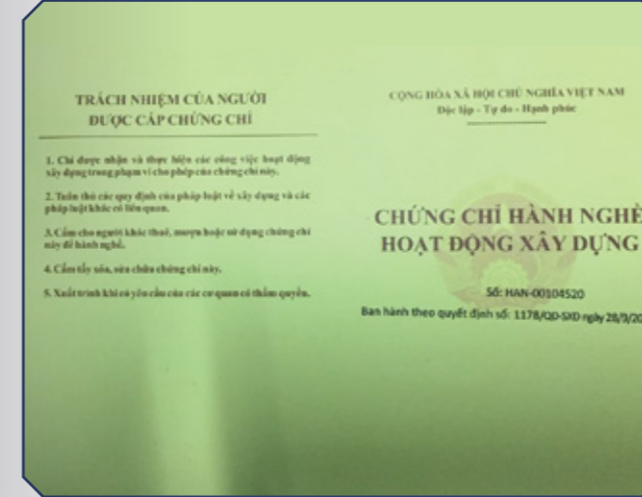 TRÁCH NHIỆM CỦA NGƯỜI
ĐƯỢC CẤP CHỨNG CHỈ
1. Chỉ được nhận và thực hiện các công việc hoạt động
xây dựng trong phạm vi cho phép của chứng chỉ này.
2. Tuân thủ các quy định của pháp luật về xây dựng và các
pháp luật khác có liên quan.
3. Cấm cho người khác thuê, mượn hoặc sử dụng chứng chỉ
này để hành nghề.
4. Cấm tẩy xóa, sửa chữa chứng chỉ này.
5. Xuất trình khi có yêu cầu của các cơ quan có thẩm quyền.
CỘNG HÒA XÃ HỘI CHỦ NGHĨA VIỆT NAM
Độc lập - Tự do - Hạnh phúc
CHỨNG CHỈ HÀNH NGHỀ
HOẠT ĐỘNG XÂY DỰNG
Số: HAN-00104520
Ban hành theo quyết định số: 1178/QD-SXD ngày 28/9/20